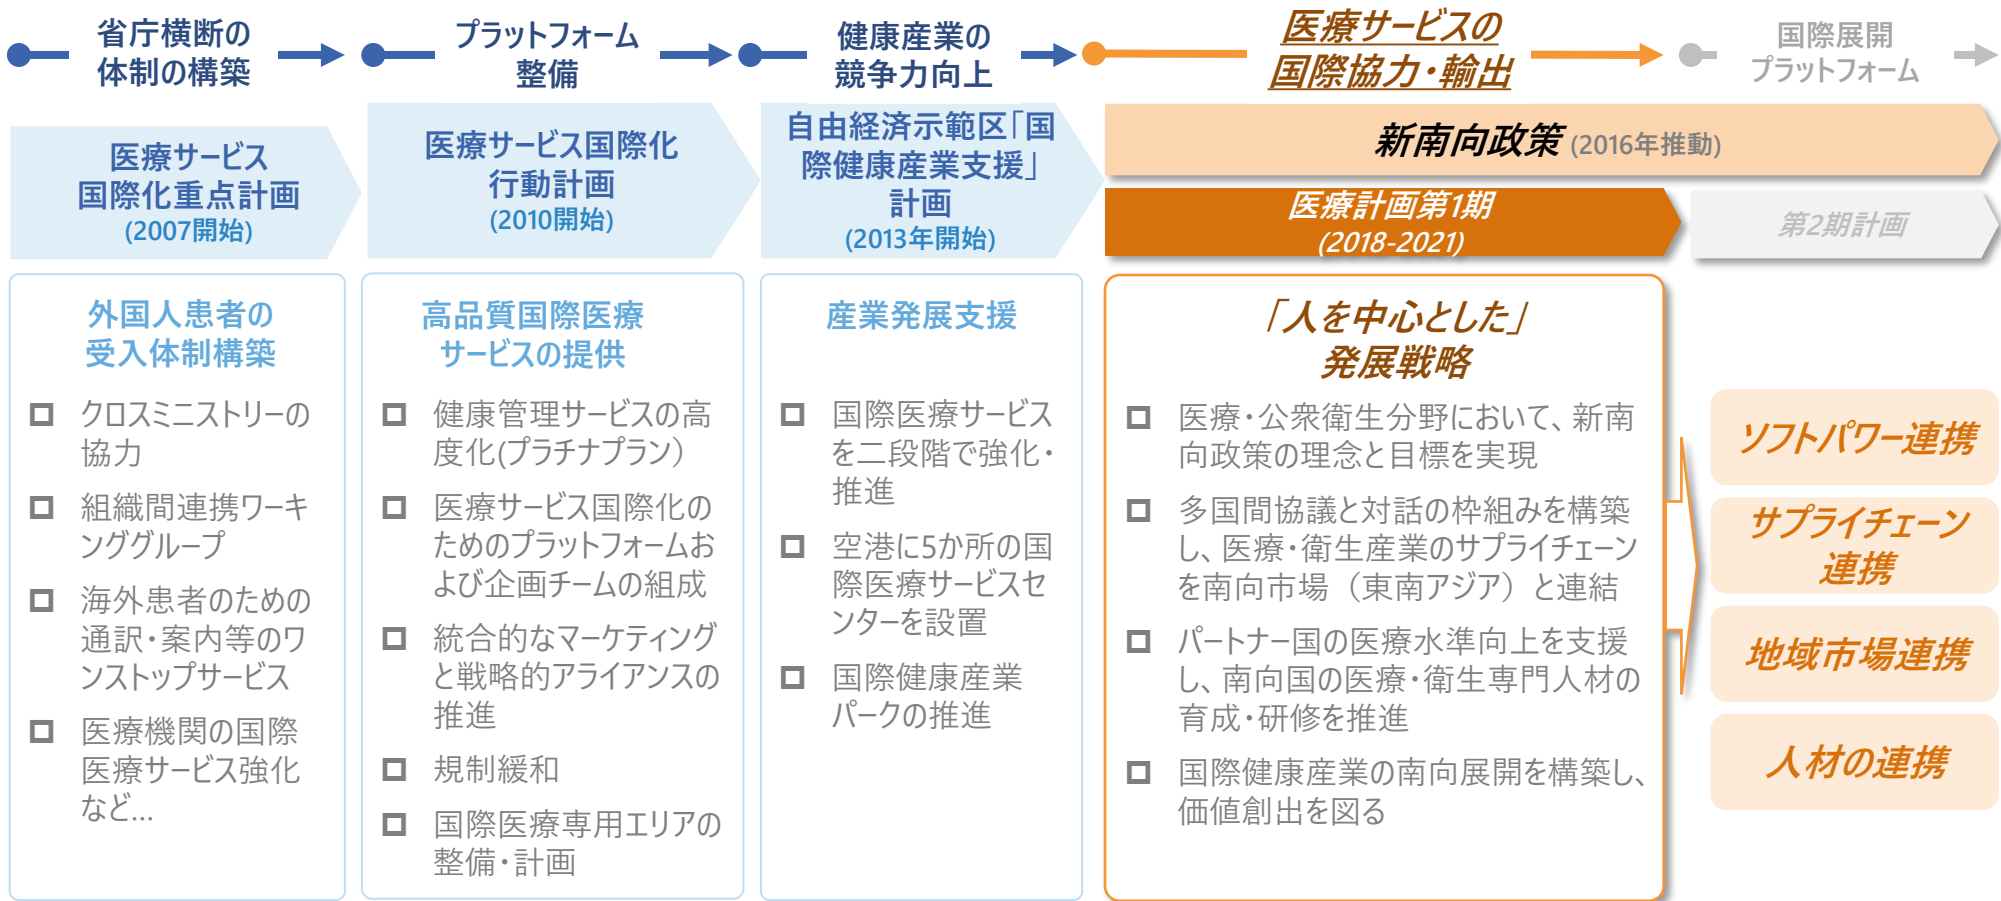 省庁横断の
体制の構築
プラットフォーム
整備
健康産業の
競争力向上
医療サービスの
国際協力・輸出
国際展開
プラットフォーム
医療サービス
国際化重点計画
(2007開始)
医療サービス国際化
行動計画
(2010開始)
自由経済示範区「国
際健康産業支援」
計画
(2013年開始)
新南向政策 (2016年推動)
医療計画第1期
(2018-2021)
第2期計画
外国人患者の
受入体制構築
クロスミニストリーの
協力
組織間連携ワーキ
ンググループ
海外患者のための
通訳・案内等のワ
ンストップサービス
医療機関の国際
医療サービス強化
など...
高品質国際医療
サービスの提供
健康管理サービスの高
度化(プラチナプラン）
医療サービス国際化の
ためのプラットフォームお
よび企画チームの組成
統合的なマーケティング
と戦略的アライアンスの
推進
規制緩和
国際医療専用エリアの
整備・計画
産業発展支援
国際医療サービス
を二段階で強化・
推進
空港に5か所の国
際医療サービスセ
ンターを設置
国際健康産業
パークの推進
「人を中心とした」
発展戦略
医療・公衆衛生分野において、新南
向政策の理念と目標を実現
多国間協議と対話の枠組みを構築
し、医療・衛生産業のサプライチェーン
を南向市場（東南アジア）と連結
パートナー国の医療水準向上を支援
し、南向国の医療・衛生専門人材の
育成・研修を推進
国際健康産業の南向展開を構築し、
価値創出を図る
ソフトパワー連携
サプライチェーン
連携
地域市場連携
人材の連携